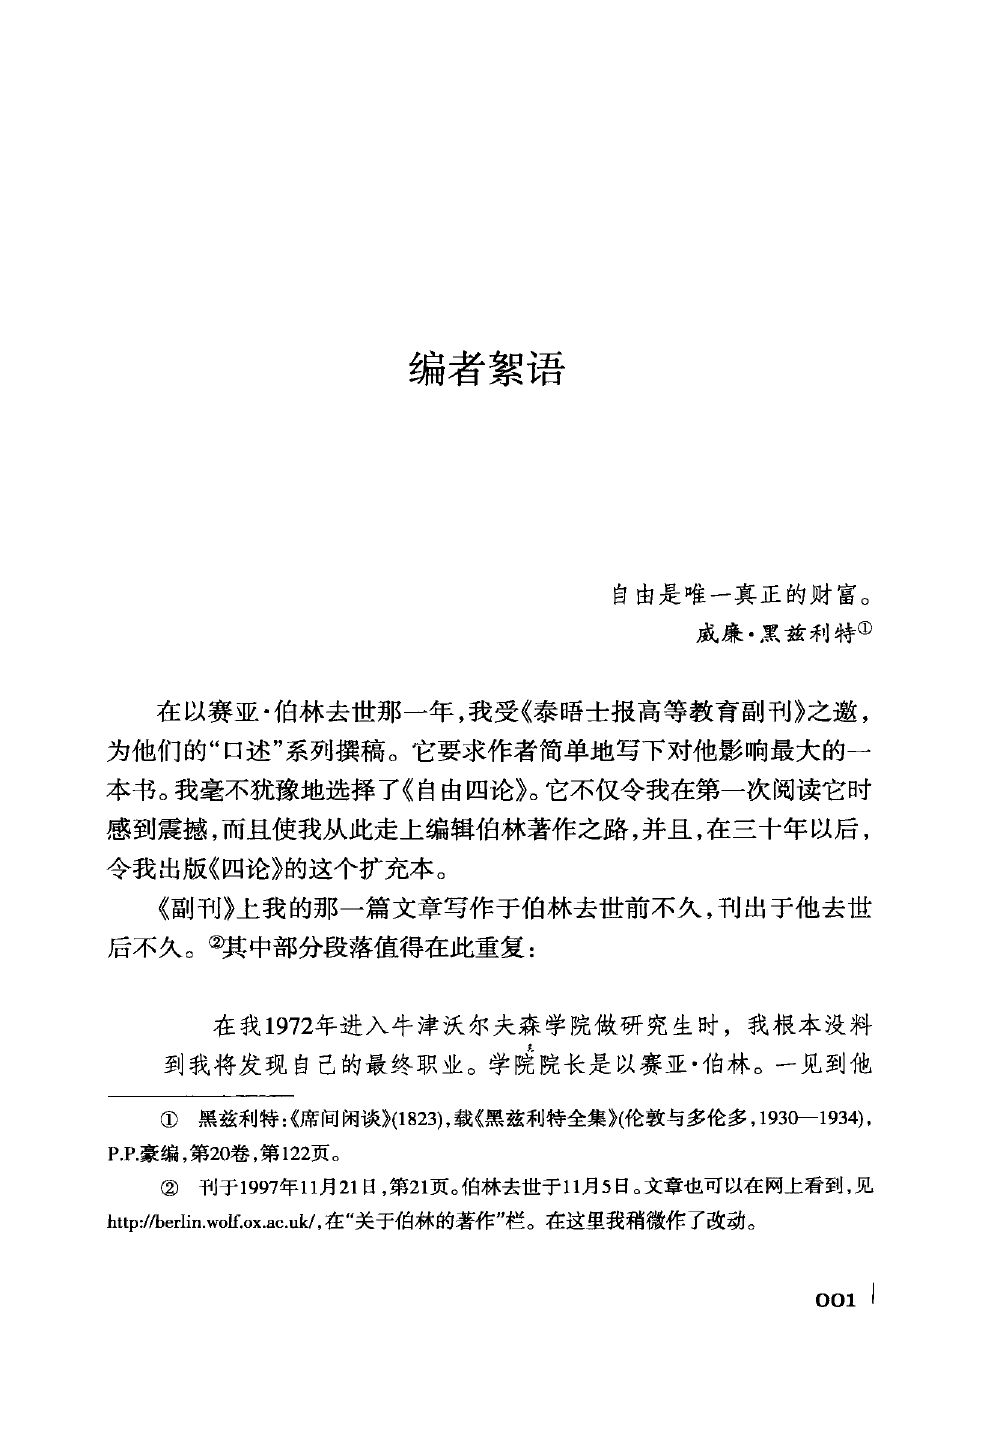 编者絮语
自由是唯一真正的财富。
威廉·黑兹利特①
在以赛亚·伯林去世那一年,我受《泰晤士报高等教育副刊》之邀,
为他们的“口述”系列撰稿。它要求作者简单地写下对他影响最大的一
本书。我毫不犹豫地选择了《自由四论》。它不仅令我在第一次阅读它时
感到震撼,而且使我从此走上编辑伯林著作之路,并且,在三十年以后,
令我出版《四论》的这个扩充本。
《副刊》上我的那一篇文章写作于伯林去世前不久,刊出于他去世
后不久。②其中部分段落值得在此重复:
在我1972年进入牛津沃尔夫森学院做研究生时,我根本没料
到我将发现自己的最终职业。学院院长是以赛亚·伯林。一见到他
① 黑兹利特:《席间闲谈》(1823),载《黑兹利特全集》(伦敦与多伦多,1930—1934),
P.P.豪编,第20卷,第122页。
② 刊于1997年11月21日,第21页。伯林去世于11月5日。文章也可以在网上看到,见
http://berlin.wolf.ox.ac.uk/,在“关于伯林的著作”栏。在这里我稍微作了改动。
001